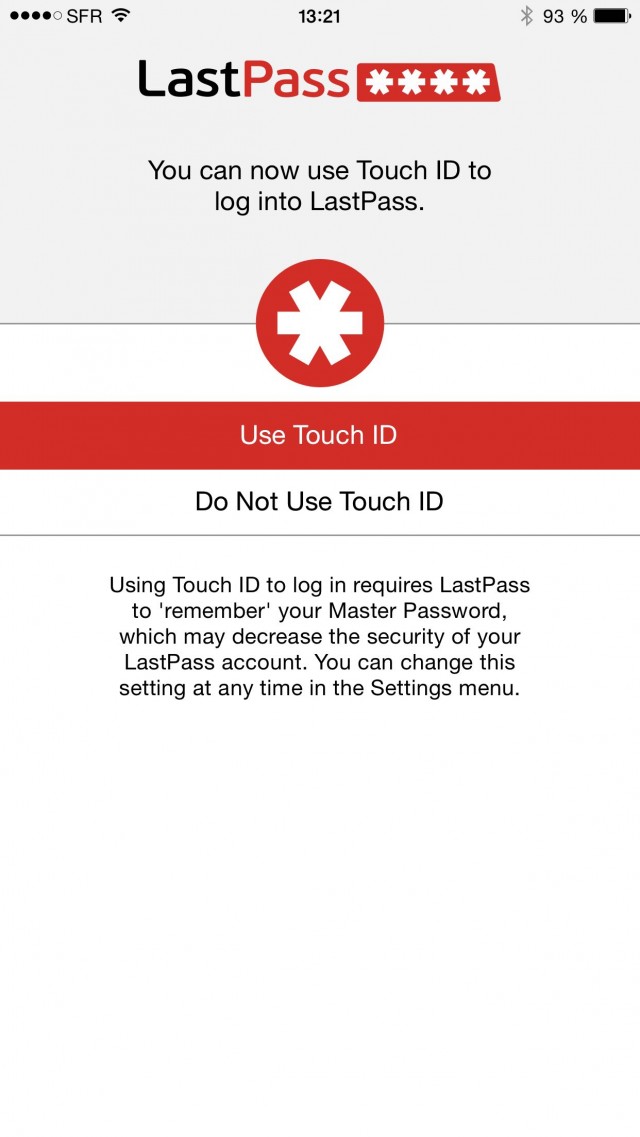 SFR 13:21 93 %
LastPass ****
You can now use Touch ID to
log into LastPass.
Use Touch ID
Do Not Use Touch ID
Using Touch ID to log in requires LastPass
to 'remember' your Master Password,
which may decrease the security of your
LastPass account. You can change this
setting at any time in the Settings menu.